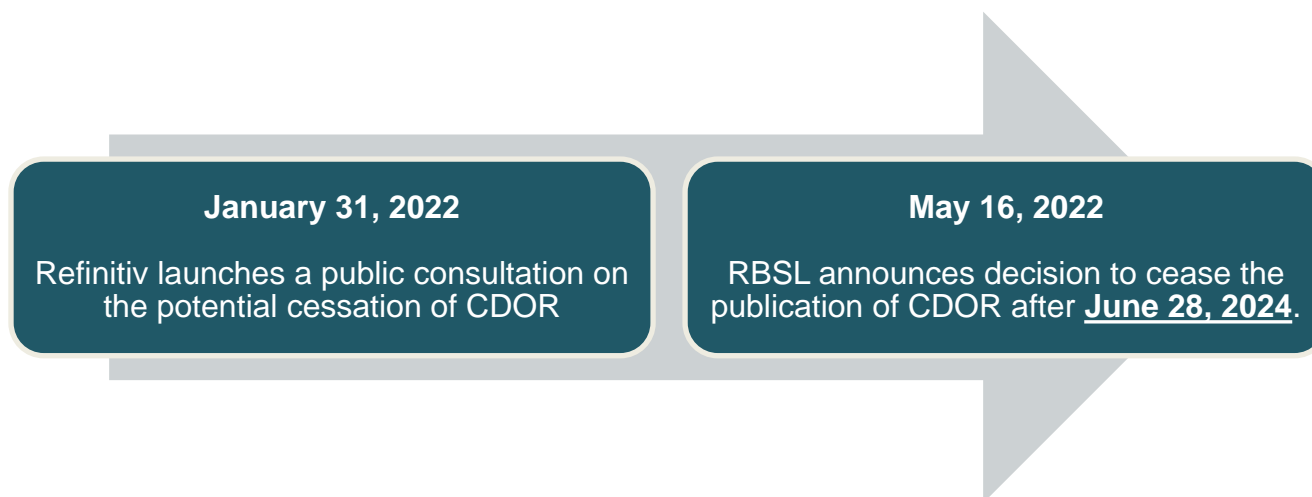 January 31, 2022
Refinitiv launches a public consultation on
the potential cessation of CDOR
May 16, 2022
RBSL announces decision to cease the
publication of CDOR after June 28, 2024.